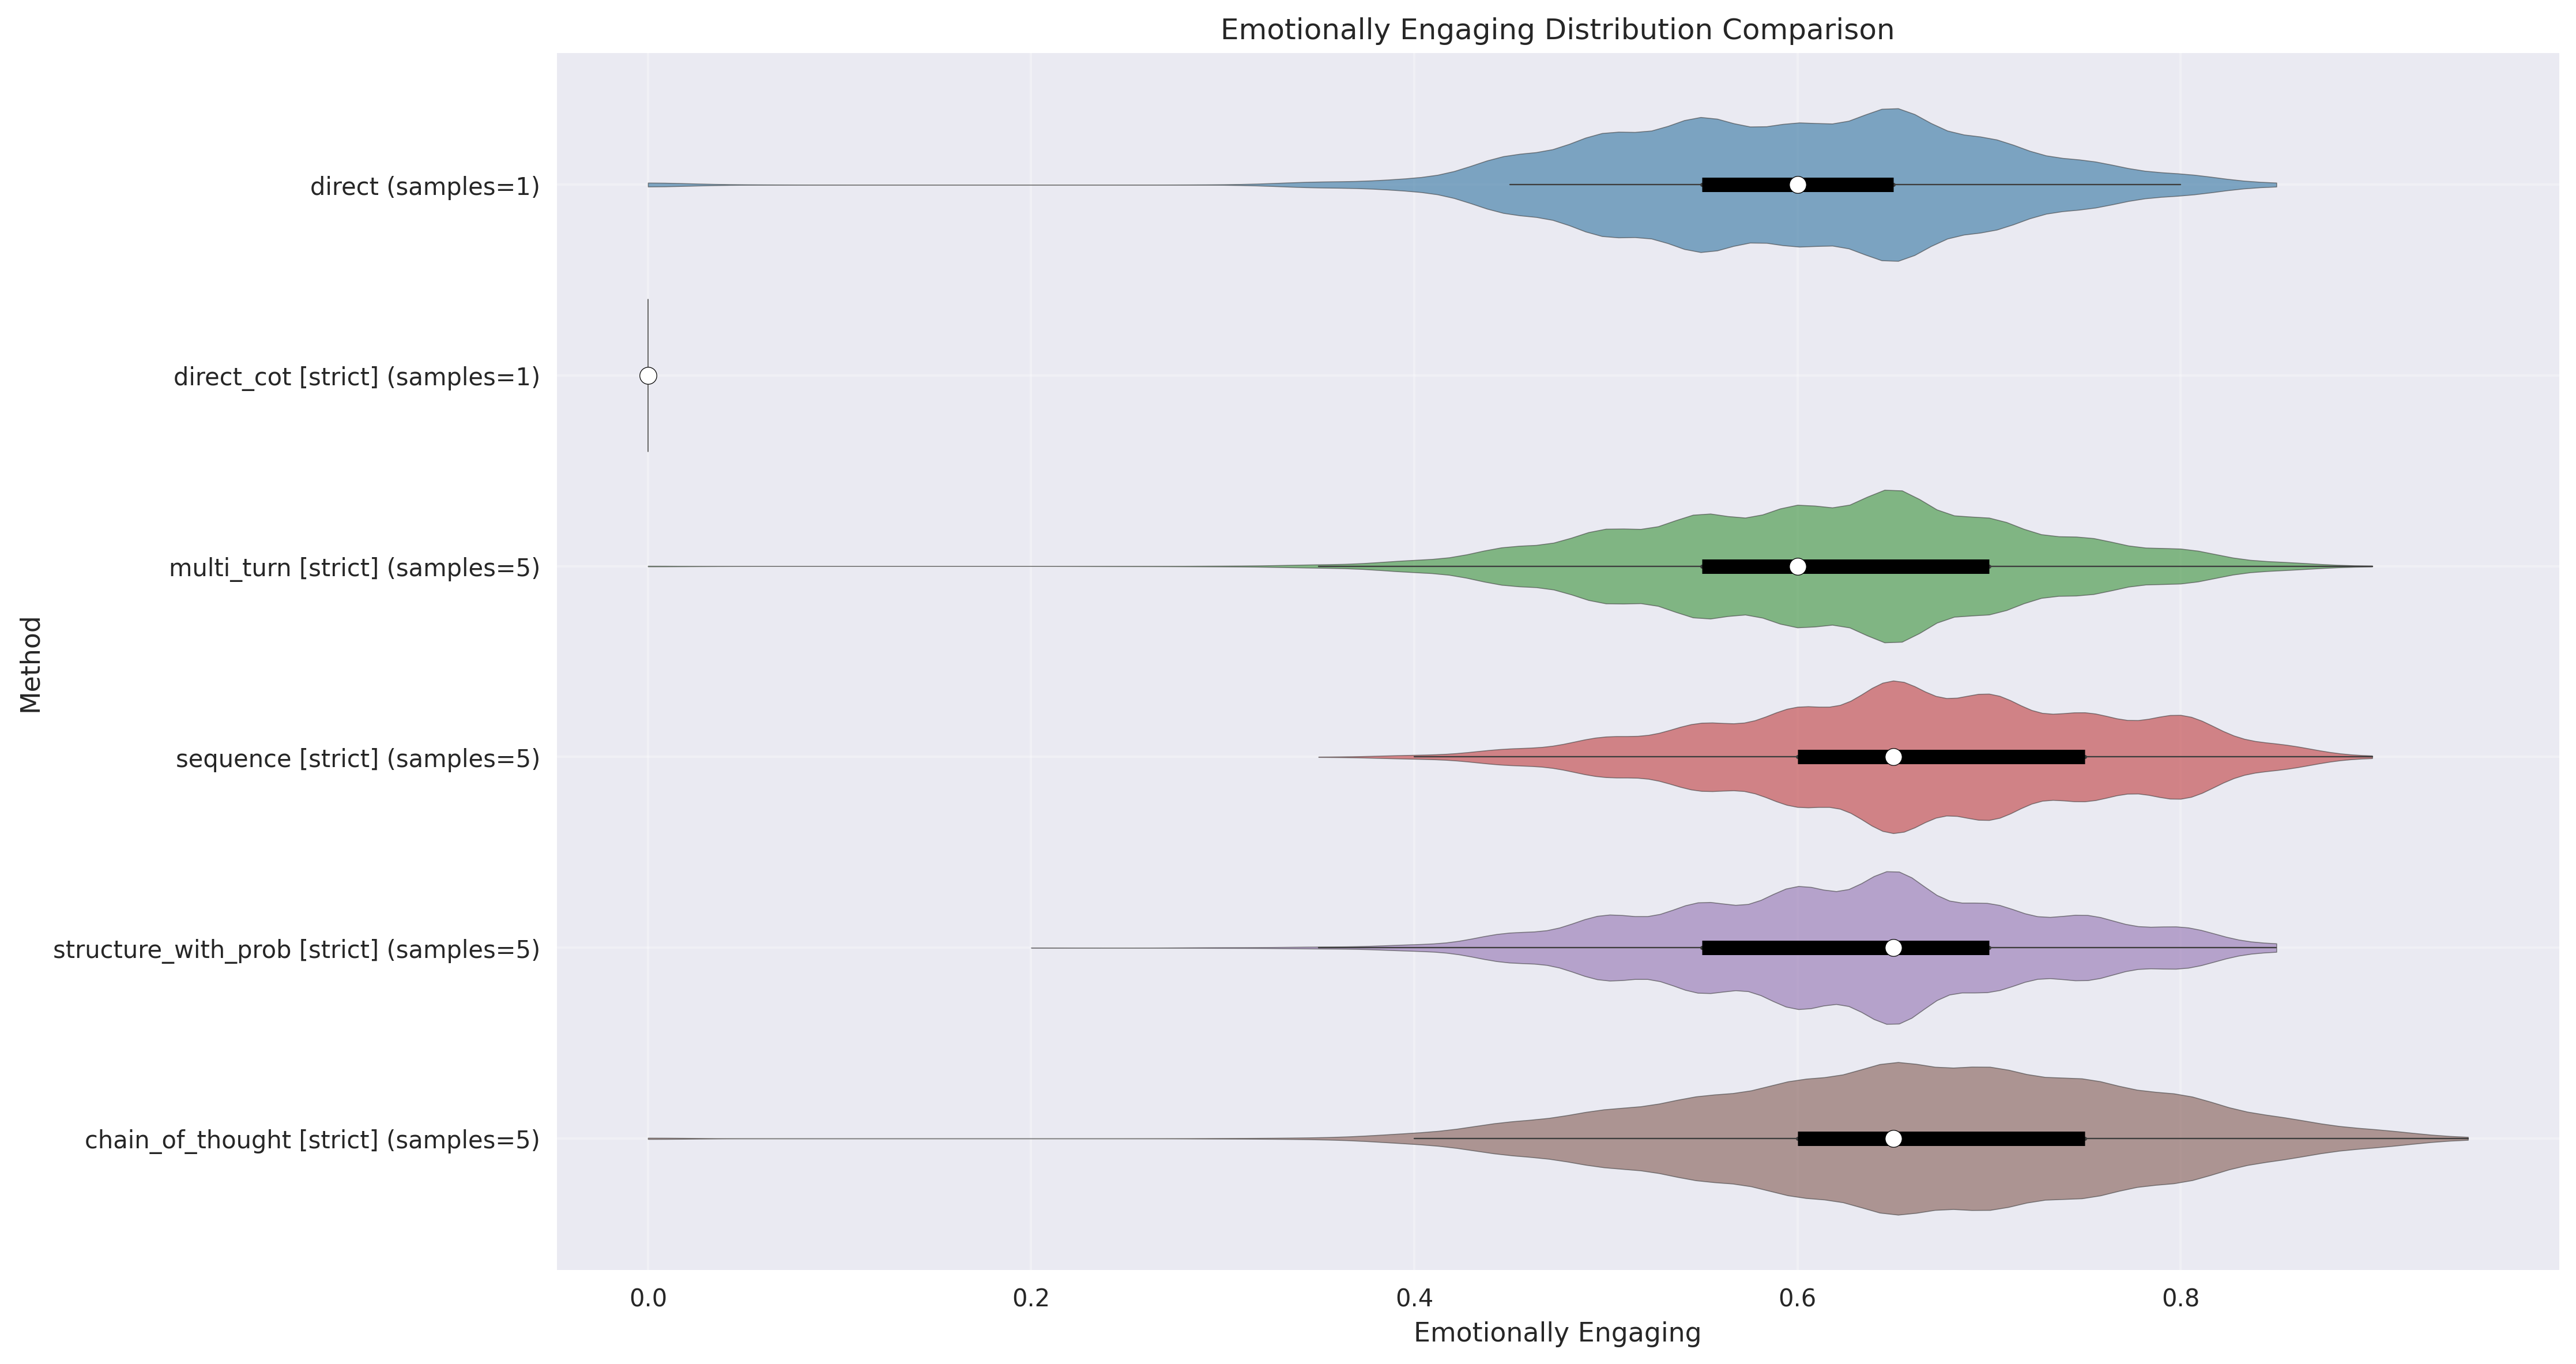 Emotionally Engaging Distribution Comparison
Method
direct (samples=1)
direct_cot [strict] (samples=1)
multi_turn [strict] (samples=5)
sequence [strict] (samples=5)
structure_with_prob [strict] (samples=5)
chain_of_thought [strict] (samples=5)
0.0 0.2 0.4 0.6 0.8
Emotionally Engaging